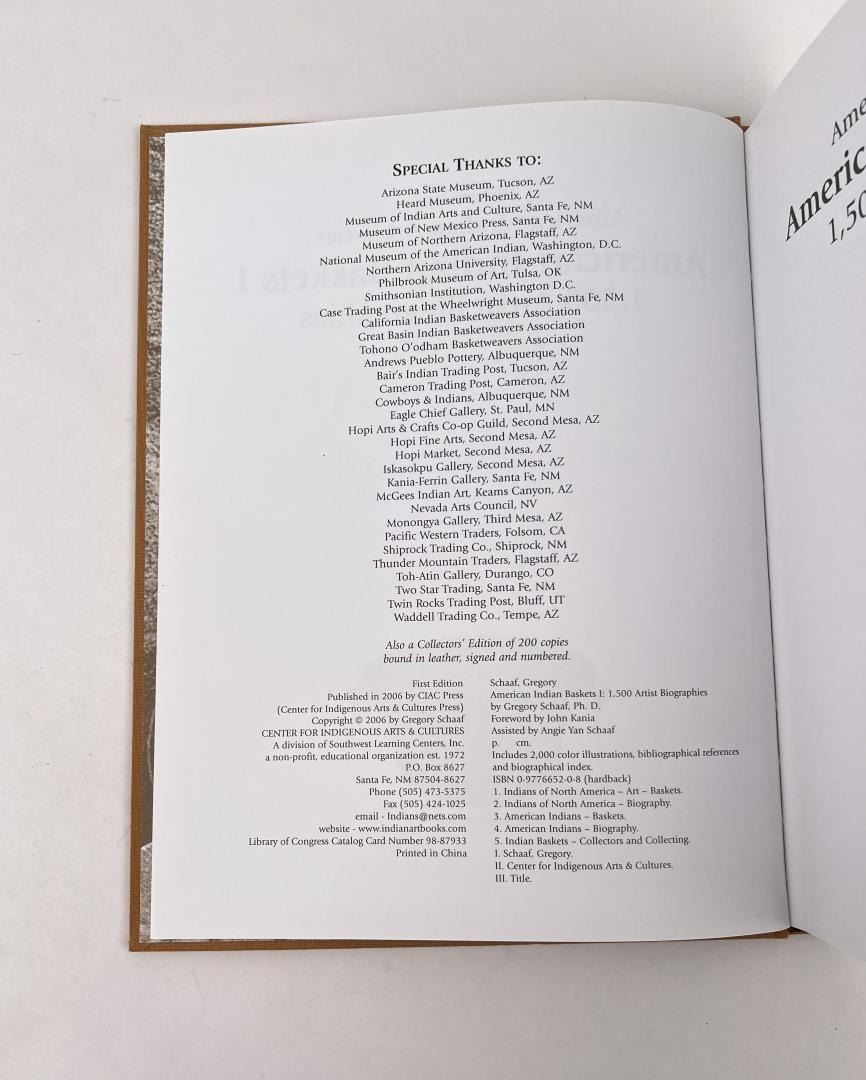 SPECIAL THANKS TO:
Arizona State Museum, Tucson, AZ
Heard Museum, Phoenix, AZ
Museum of Indian Arts and Culture, Santa Fe, NM
Museum of New Mexico Press, Santa Fe, NM
Museum of Northern Arizona, Flagstaff, AZ
National Museum of the American Indian, Washington, D.C.
Northern Arizona University, Flagstaff, AZ
Philbrook Museum of Art, Tulsa, OK
Smithsonian Institution, Washington D.C.
Case Trading Post at the Wheelwright Museum, Santa Fe, NM
California Indian Basketweavers Association
Great Basin Indian Basketweavers Association
Tohono O'odham Basketweavers Association
Andrews Pueblo Pottery, Albuquerque, NM
Bair's Indian Trading Post, Tucson, AZ
Cameron Trading Post, Cameron, AZ
Cowboys & Indians, Albuquerque, NM
Eagle Chief Gallery, St. Paul, MN
Hopi Arts & Crafts Co-op Guild, Second Mesa, AZ
Hopi Fine Arts, Second Mesa, AZ
Hopi Market, Second Mesa, AZ
Iskasokpu Gallery, Second Mesa, AZ
Kania-Ferrin Gallery, Santa Fe, NM
McGees Indian Art, Keams Canyon, AZ
Nevada Arts Council, NV
Monongya Gallery, Third Mesa, AZ
Pacific Western Traders, Folsom, CA
Shiprock Trading Co., Shiprock, NM
Thunder Mountain Traders, Flagstaff, AZ
Toh-Atin Gallery, Durango, CO
Two Star Trading, Santa Fe, NM
Twin Rocks Trading Post, Bluff, UT
Waddell Trading Co., Tempe, AZ
Also a Collectors' Edition of 200 copies
bound in leather, signed and numbered.
First Edition
Published in 2006 by CIAC Press
(Center for Indigenous Arts & Cultures Press)
Copyright © 2006 by Gregory Schaaf
CENTER FOR INDIGENOUS ARTS & CULTURES
A division of Southwest Learning Centers, Inc.
a non-profit, educational organization est. 1972
P.O. Box 8627
Santa Fe, NM 87504-8627
Phone (505) 473-5375
Fax (505) 424-1025
email - Indians@nets.com
website - www.indianartbooks.com
Library of Congress Catalog Card Number 98-87933
Printed in China
Schaaf, Gregory
American Indian Baskets I: 1,500 Artist Biographies
by Gregory Schaaf, Ph. D.
Foreword by John Kania
Assisted by Angie Yan Schaaf
p. cm.
Includes 2,000 color illustrations, bibliographical references
and biographical index.
ISBN 0-9776652-0-8 (hardback)
1. Indians of North America – Art – Baskets.
2. Indians of North America – Biography.
3. American Indians – Baskets.
4. American Indians – Biography.
5. Indian Baskets – Collectors and Collecting.
I. Schaaf, Gregory.
II. Center for Indigenous Arts & Cultures.
III. Title.